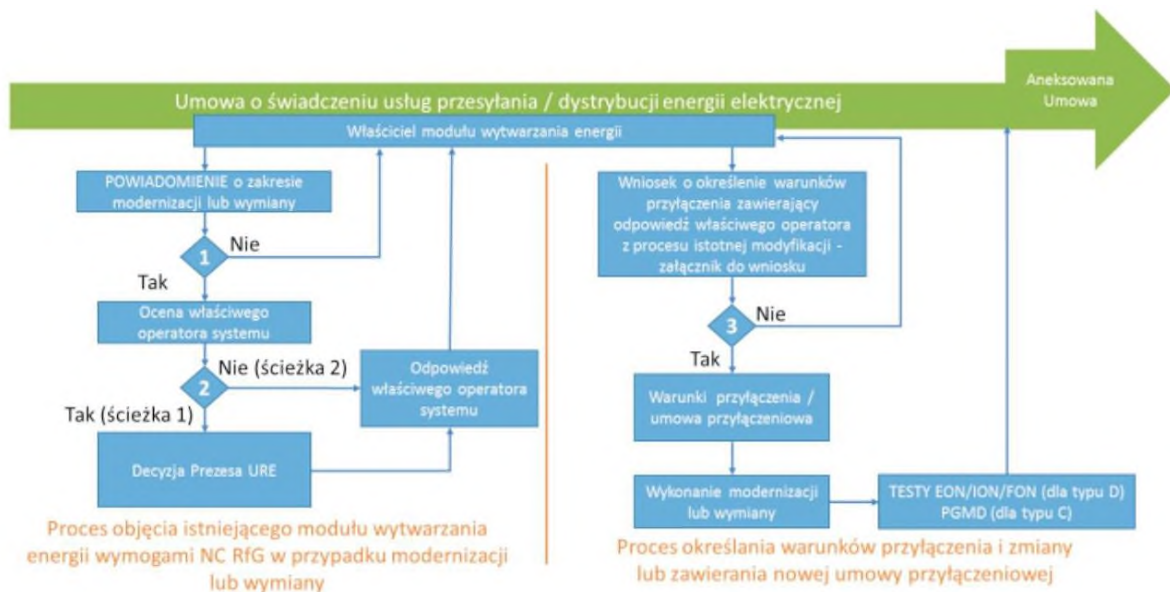 Aneksowana
Umowa
Umowa o świadczeniu usług przesyłania / dystrybucji energii elektrycznej
Właściciel modułu wytwarzania energii
POWIADOMIENIE o zakresie
modernizacji lub wymiany
1
Nie
Tak
Ocena właściwego
operatora systemu
2
Nie (ścieżka 2)
Tak (ścieżka 1)
Odpowiedź
właściwego operatora
systemu
Decyzja Prezesa URE
Proces objęcia istniejącego modułu wytwarzania
energii wymogami NC RfG w przypadku modernizacji
lub wymiany
Wniosek o określenie warunków
przyłączenia zawierający
odpowiedź właściwego operatora
z procesu istotnej modyfikacji -
załącznik do wniosku
3
Nie
Tak
Warunki przyłączenia /
umowa przyłączeniowa
Wykonanie modernizacji
lub wymiany
TESTY EON/ION/FON (dla typu D)
PGMD (dla typu C)
Proces określania warunków przyłączenia i zmiany
lub zawierania nowej umowy przyłączeniowej